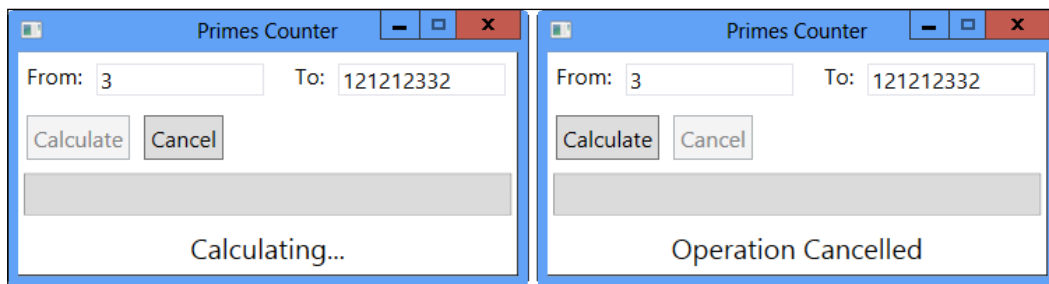 Primes Counter
From: 3 To: 121212332
Calculate Cancel
Calculating...
Primes Counter
From: 3 To: 121212332
Calculate Cancel
Operation Cancelled